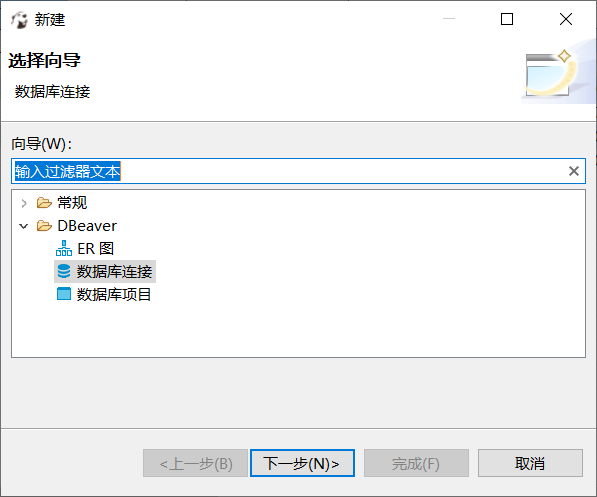 新建
选择向导
数据库连接
向导(W)：
输入过滤器文本
常规
DBeaver
ER 图
数据库连接
数据库项目
<上一步(B) 下一步(N)> 完成(F) 取消